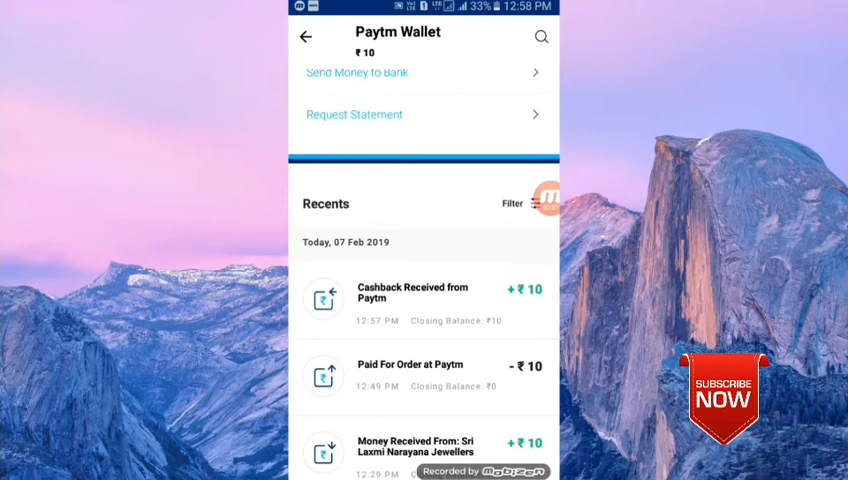 33% 12:58 PM
Paytm Wallet
₹ 10
Send Money to Bank
Request Statement
Recents
Filter
Today, 07 Feb 2019
Cashback Received from
Paytm
+ ₹ 10
12:57 PM Closing Balance: ₹10
Paid For Order at Paytm
- ₹ 10
12:49 PM Closing Balance: ₹0
Money Received From: Sri
Laxmi Narayana Jewellers
+ ₹ 10
12:29 PM Closing
Recorded by mobizen
SUBSCRIBE
NOW